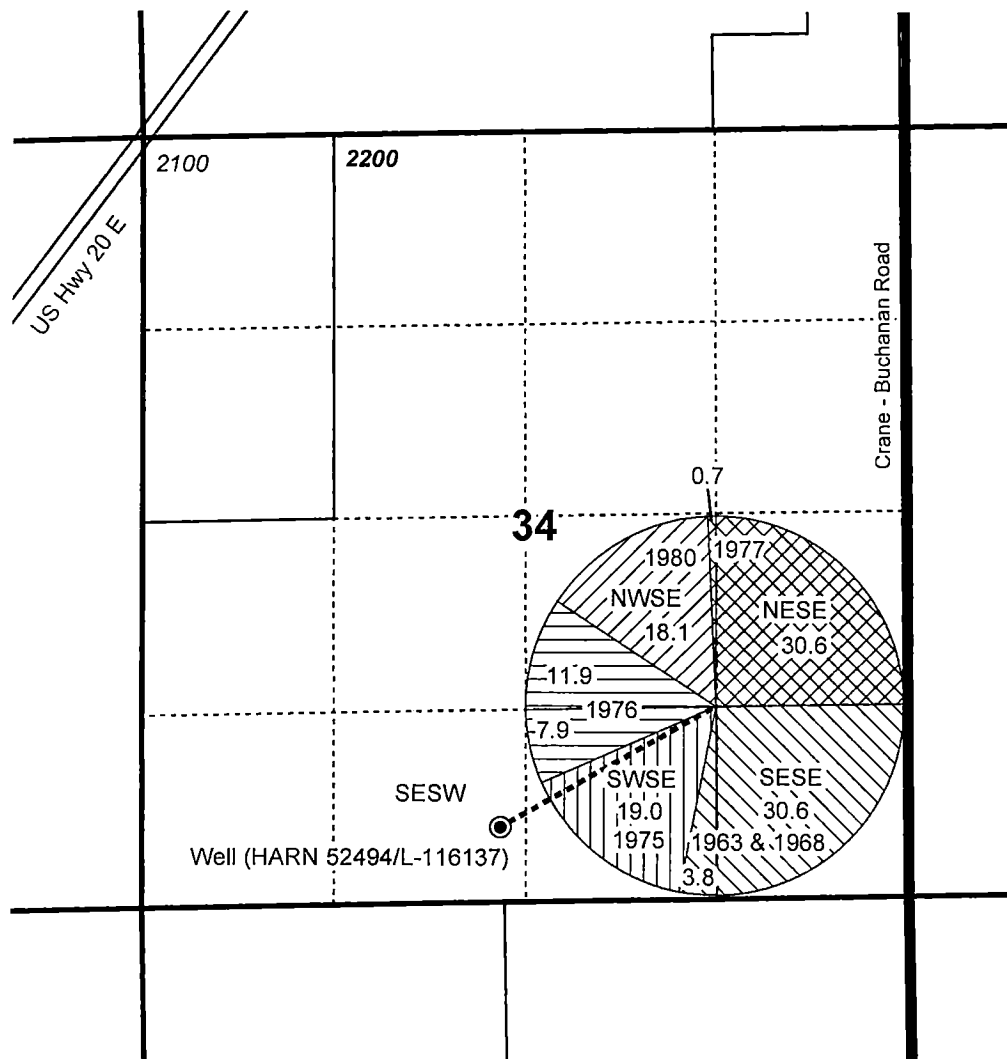 2100
2200
US Hwy 20 E
Crane - Buchanan Road
0.7
34
1980
1977
NWSE
NESE
18.1
30.6
11.9
1976
7.9
SESW
SWSE
SESE
19.0
30.6
1975
1963 & 1968
Well (HARN 52494/L-116137)
3.8